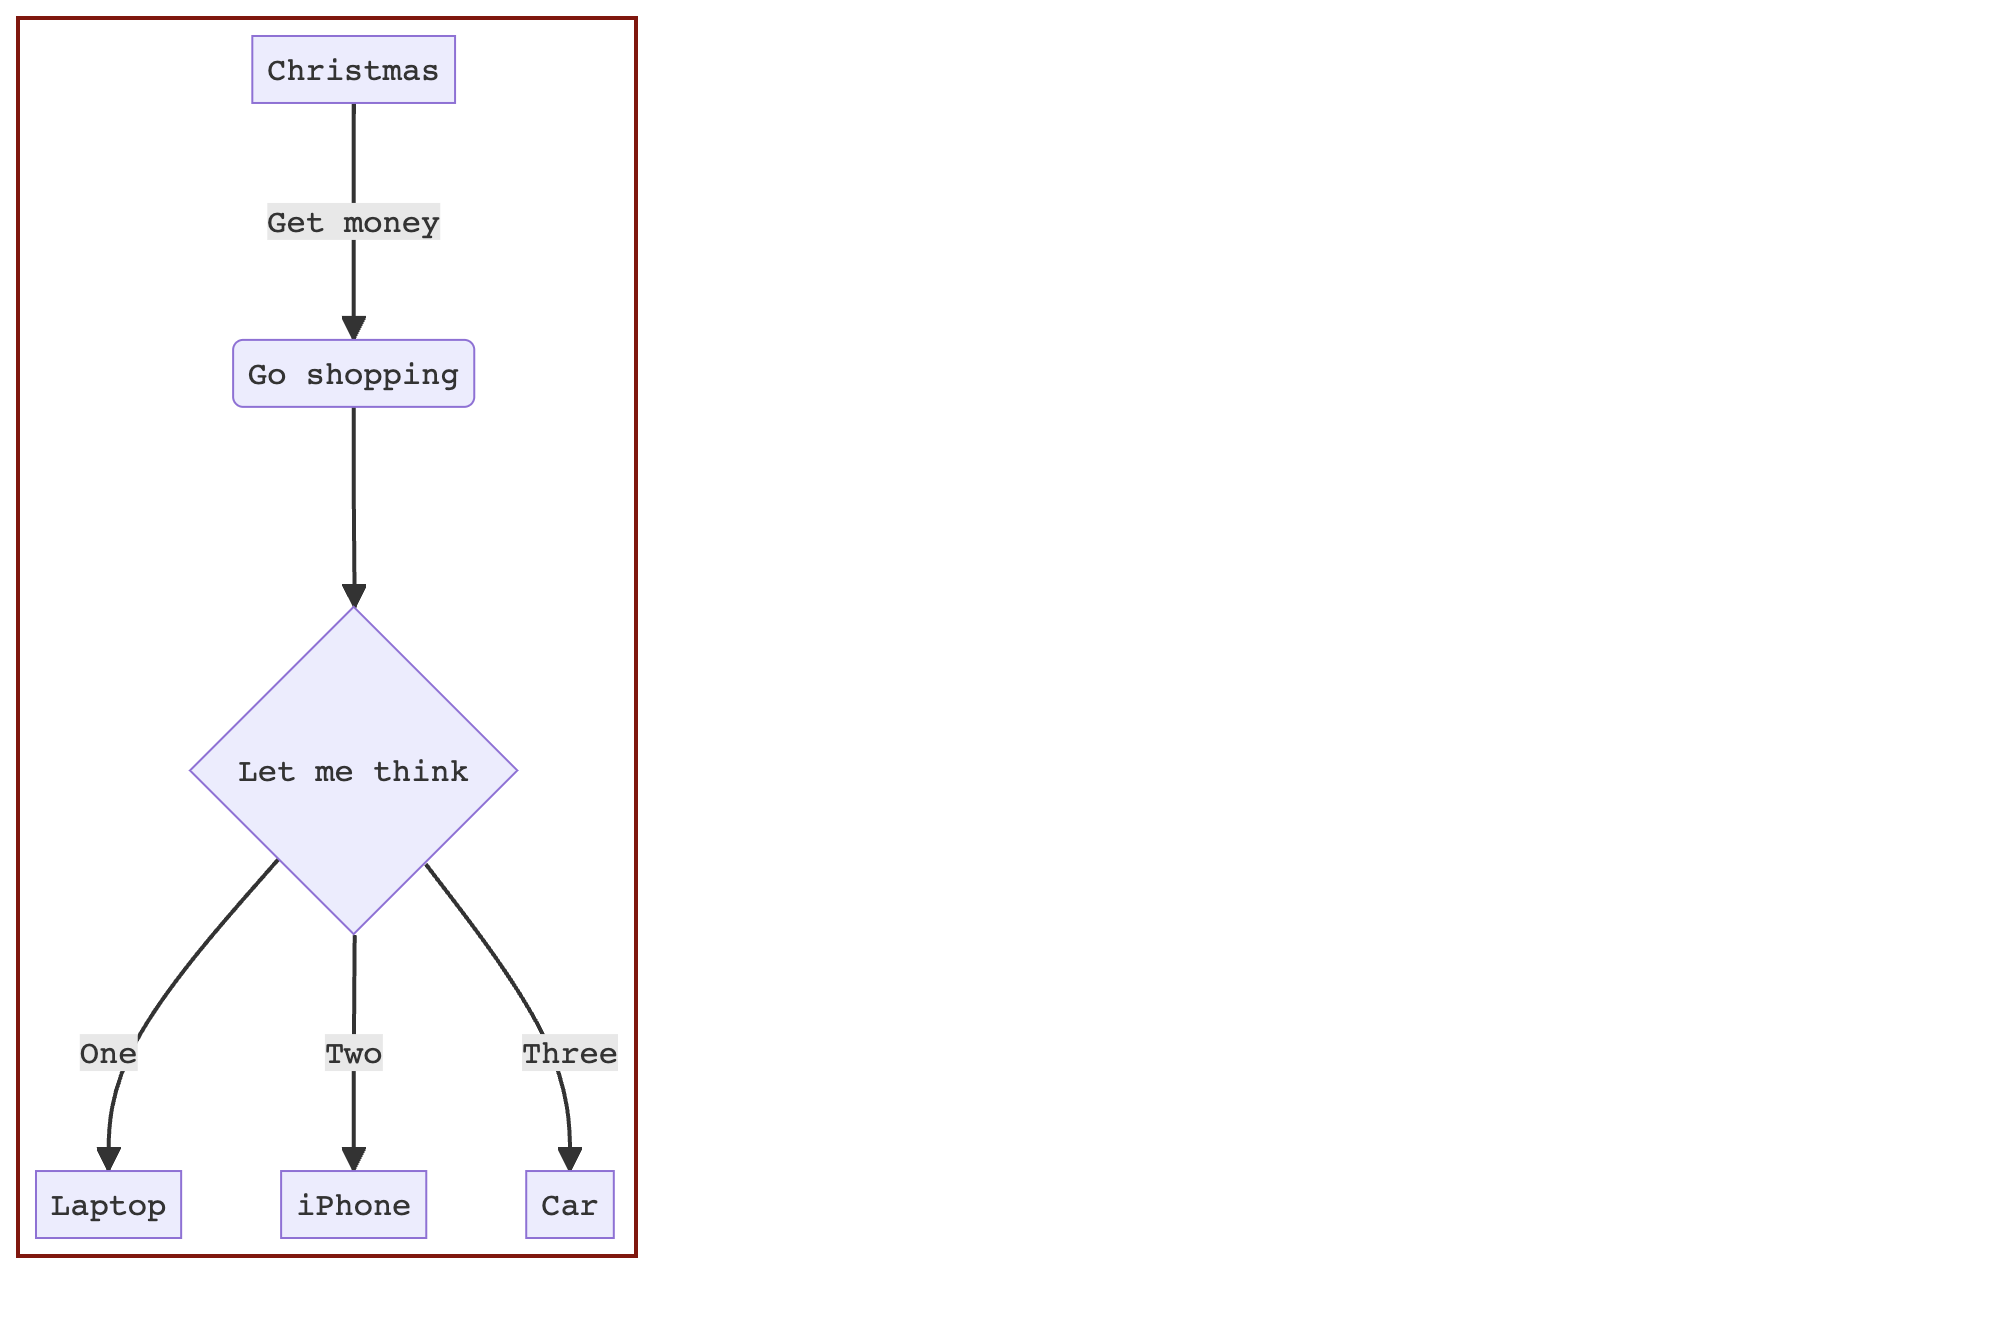 Christmas
Get money
Go shopping
Let me think
One
Two
Three
Laptop
iPhone
Car